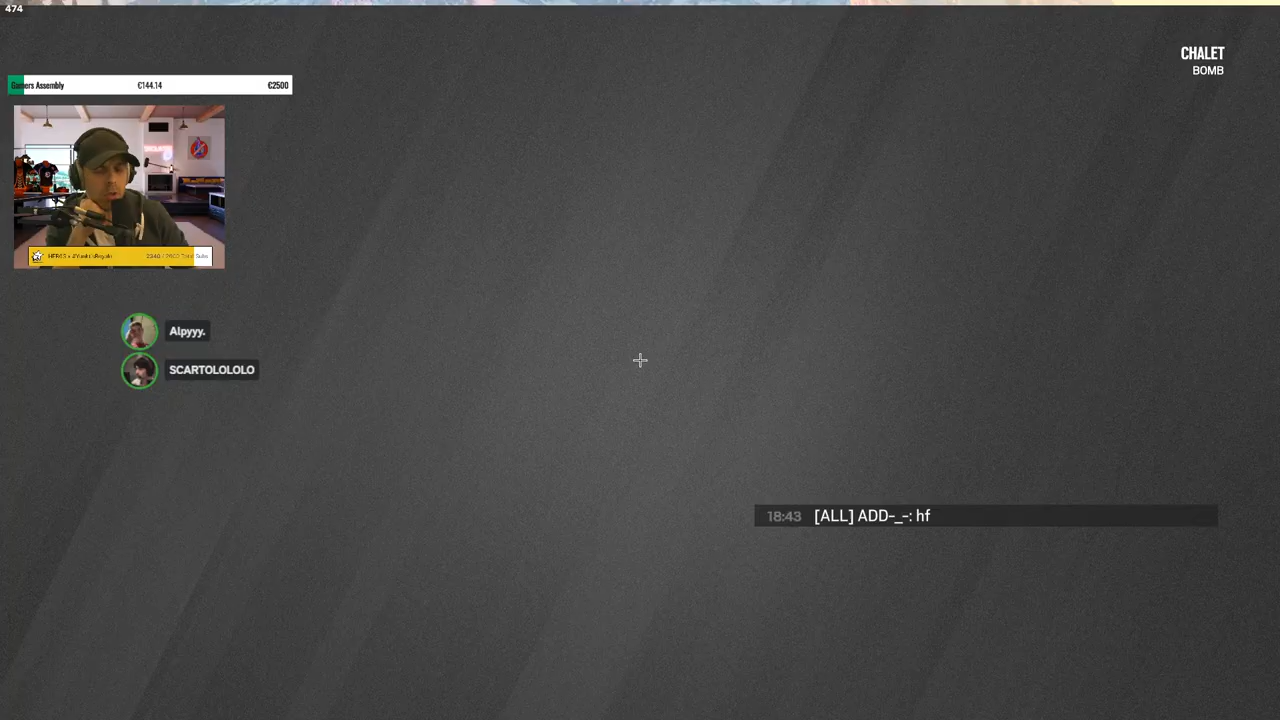 474
CHALET
BOMB
Gamers Assembly €144.14 €2500
Alpyyy.
SCARTOLOLOLO
18:43 [ALL] ADD-_-: hf